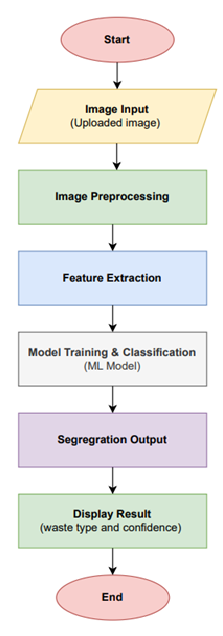 Start
Image Input
(Uploaded image)
Image Preprocessing
Feature Extraction
Model Training & Classification
(ML Model)
Segregration Output
Display Result
(waste type and confidence)
End